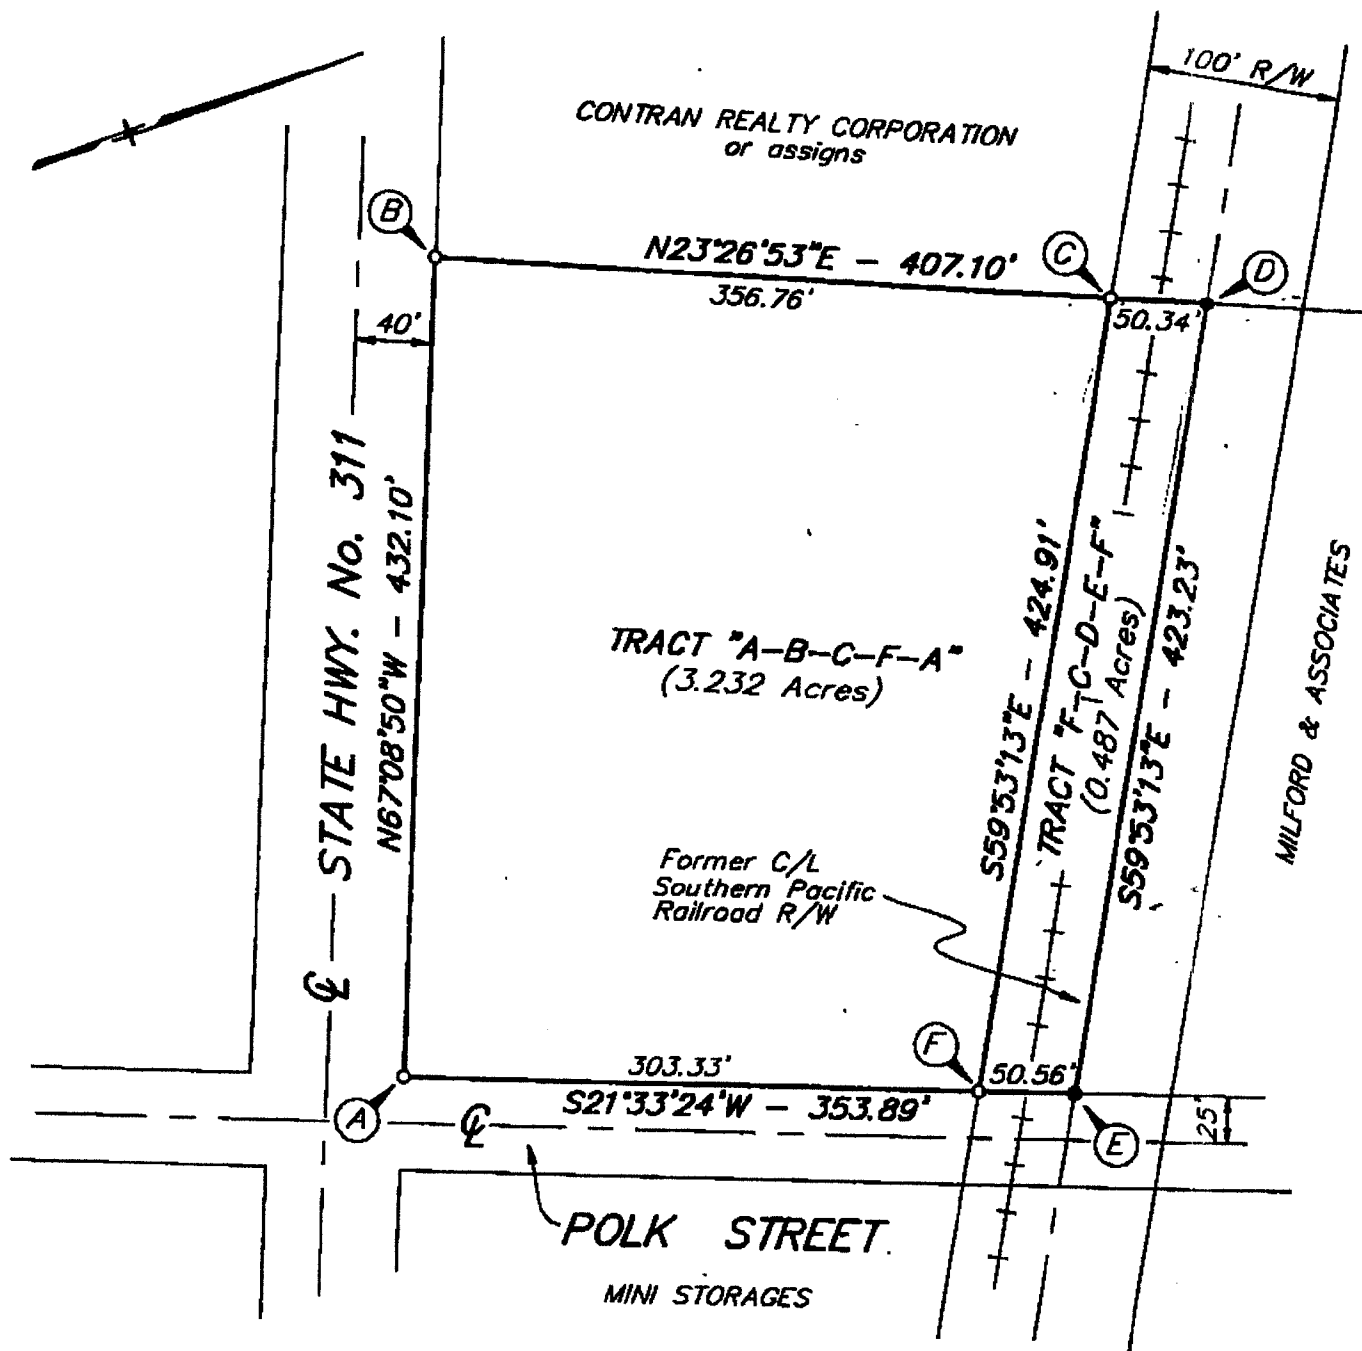 100' R/W
CONTRAN REALTY CORPORATION
or assigns
B
N23°26'53"E - 407.10'
356.76'
C
D
50.34'
40'
℄ STATE HWY. No. 311
N67°08'50"W - 432.10'
TRACT "A-B-C-F-A"
(3.232 Acres)
S59°53'13"E - 424.91'
TRACT "F-C-D-E-F"
(0.487 Acres)
S59°53'13"E - 423.23'
MILFORD & ASSOCIATES
Former C/L
Southern Pacific
Railroad R/W
F
303.33'
50.56'
S21°33'24"W - 353.89'
A
℄
E
25'
POLK STREET
MINI STORAGES